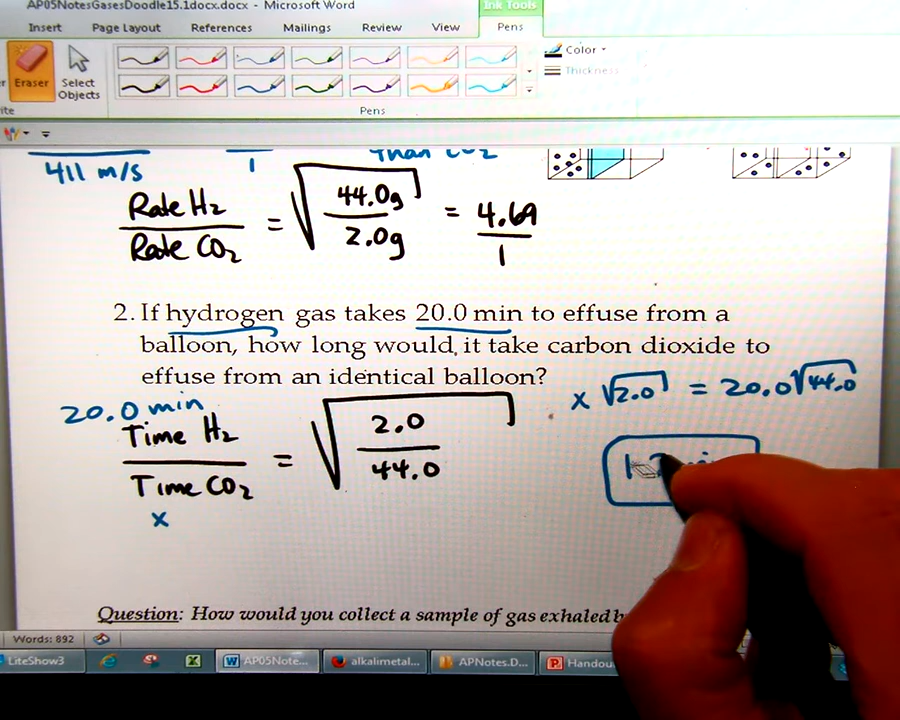 AP05NotesGasesDoodle15.1docx.docx - Microsoft Word
Ink Tools
Insert Page Layout References Mailings Review View Pens
Eraser
Select Objects
Color
Thickness
Pens
411 m/s
1
than CO2
Rate H2 / Rate CO2 = √ 44.0g / 2.0g = 4.69 / 1
2. If hydrogen gas takes 20.0 min to effuse from a
balloon, how long would it take carbon dioxide to
effuse from an identical balloon?
x √2.0 = 20.0√44.0
20.0 min
Time H2 / Time CO2 = √ 2.0 / 44.0
x
Question: How would you collect a sample of gas exhaled
Words: 892
LiteShow3 AP05Note... alkalimetal... APNotes.D... Handou